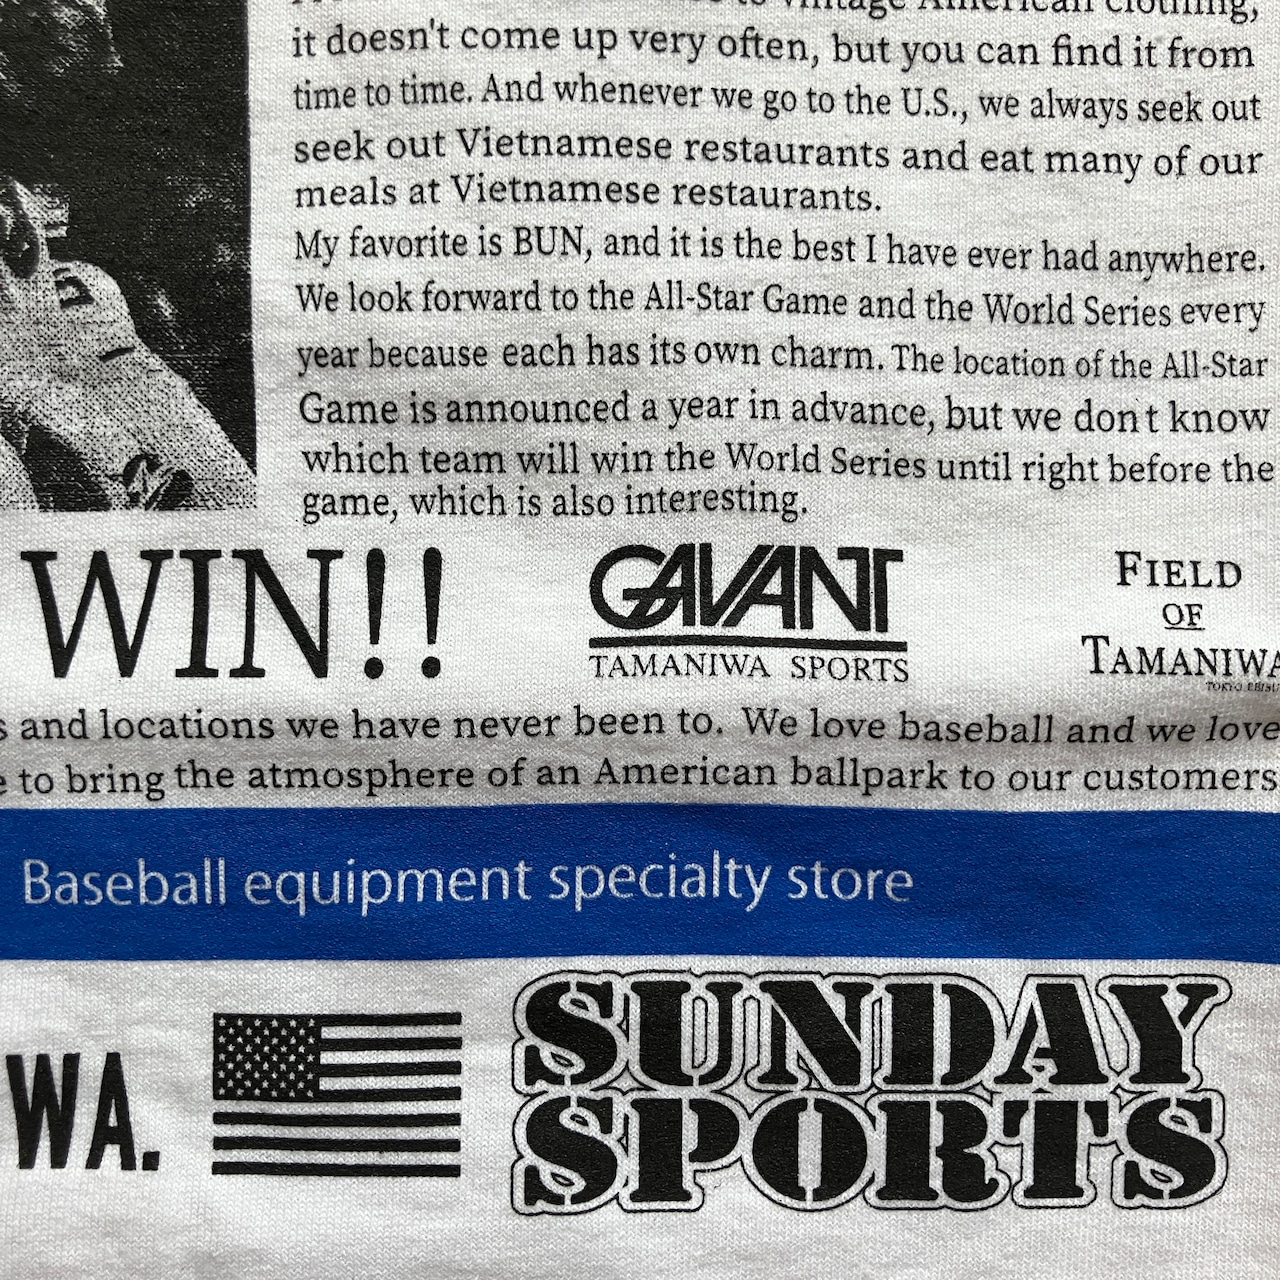 to vintage American clothing,
it doesn't come up very often, but you can find it from
time to time. And whenever we go to the U.S., we always seek out
seek out Vietnamese restaurants and eat many of our
meals at Vietnamese restaurants.
My favorite is BUN, and it is the best I have ever had anywhere.
We look forward to the All-Star Game and the World Series every
year because each has its own charm. The location of the All-Star
Game is announced a year in advance, but we don t know
which team will win the World Series until right before the
game, which is also interesting.
WIN!!
GAVANT
TAMANIWA SPORTS
FIELD
OF
TAMANIWA
s and locations we have never been to. We love baseball and we love
e to bring the atmosphere of an American ballpark to our customers
Baseball equipment specialty store
WA.
SUNDAY
SPORTS